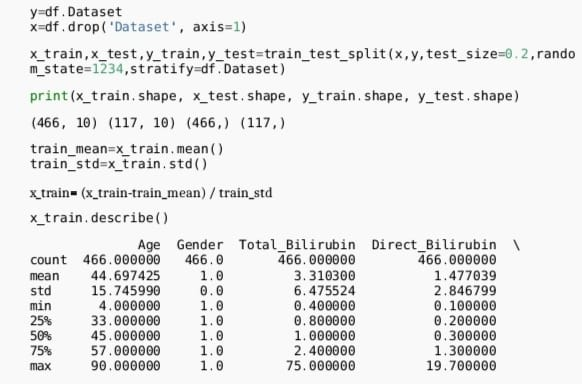 y=df.Dataset
x=df.drop('Dataset', axis=1)
x_train,x_test,y_train,y_test=train_test_split(x,y,test_size=0.2,rando
m_state=1234,stratify=df.Dataset)
print(x_train.shape, x_test.shape, y_train.shape, y_test.shape)
(466, 10) (117, 10) (466,) (117,)
train_mean=x_train.mean()
train_std=x_train.std()
x_train= (x_train-train_mean) / train_std
x_train.describe()
Age Gender Total_Bilirubin Direct_Bilirubin \
count 466.000000 466.0 466.000000 466.000000
mean 44.697425 1.0 3.310300 1.477039
std 15.745990 0.0 6.475524 2.846799
min 4.000000 1.0 0.400000 0.100000
25% 33.000000 1.0 0.800000 0.200000
50% 45.000000 1.0 1.000000 0.300000
75% 57.000000 1.0 2.400000 1.300000
max 90.000000 1.0 75.000000 19.700000